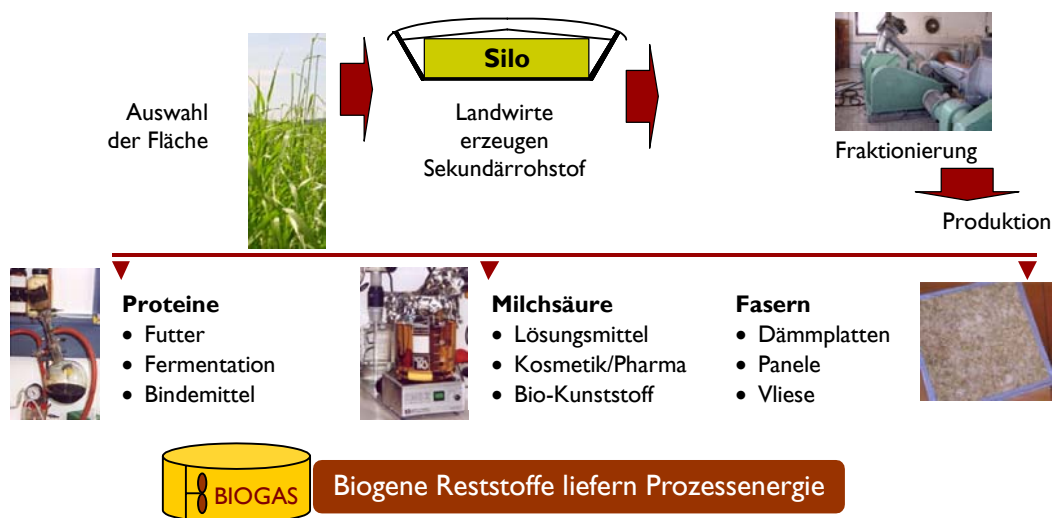 Auswahl
der Fläche
Silo
Landwirte
erzeugen
Sekundärrohstof
Fraktionierung
Produktion
Proteine
• Futter
• Fermentation
• Bindemittel
Milchsäure
• Lösungsmittel
• Kosmetik/Pharma
• Bio-Kunststoff
Fasern
• Dämmplatten
• Panele
• Vliese
BIOGAS
Biogene Reststoffe liefern Prozessenergie